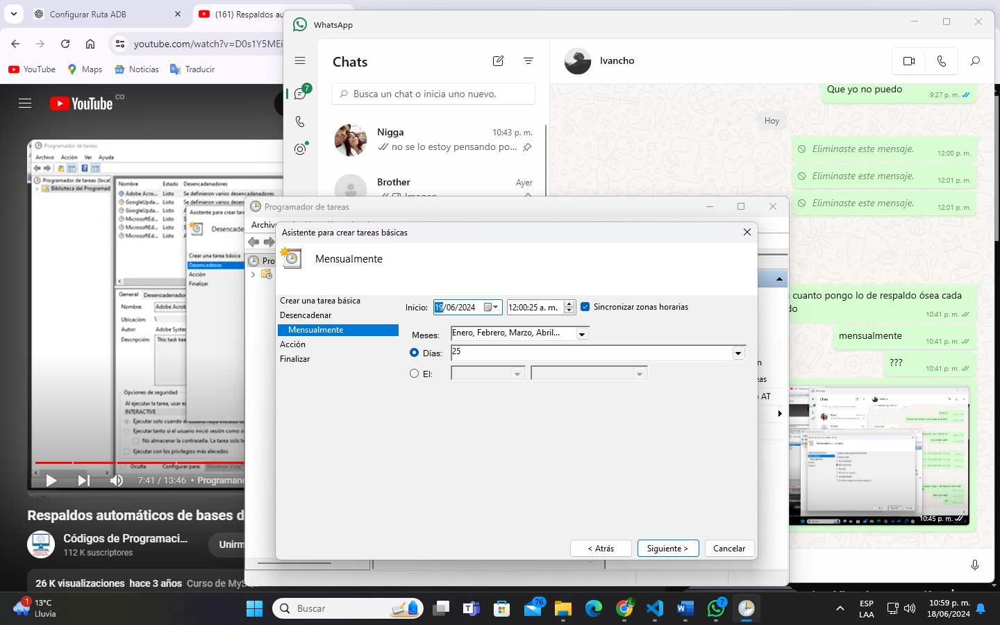 Configurar Ruta ADB
(161) Respaldos au
youtube.com/watch?v=D0s1Y5MEi
YouTube
Maps
Noticias
Traducir
YouTube CO
Programador de tareas
Archivo Acción Ver Ayuda
Programador de tareas (local
Biblioteca del Programad
Nombre Estado Desencadenadores
Adobe Acro... Listo Se definieron varios desencadenadores
GoogleUpda... Listo Se definieron varios desen
GoogleUpda... Listo
MicrosoftEd... Listo
MicrosoftEd... Listo
MicrosoftEd... Listo
Asistente para crear tare
Desencade
Crear una tarea básica
Desencadenar
Acción
Finalizar
General Desencadenadores
Nombre: Adobe Acrob
Ubicación: \
Autor: Adobe System
Descripción: This task kee
Opciones de seguridad
Al ejecutar la tarea, usar es
INTERACTIVE
Ejecutar solo cuando e
Ejecutar tanto si el usuario inició sesión como si
No almacenar la contraseña. La tarea solo te
Ejecutar con los privilegios más elevados
Oculta Configurar para: Windows Vista
7:41 / 13:46 • Programand
Respaldos automáticos de bases d
Códigos de Programaci...
112 K suscriptores
Unirm
26 K visualizaciones hace 3 años Curso de MySQL
WhatsApp
Chats
7
Busca un chat o inicia uno nuevo.
Nigga 10:43 p. m.
no se lo estoy pensando po...
Brother Ayer
Imagen
Ivancho
Que yo no puedo
9:27 p. m.
Hoy
Eliminaste este mensaje. 12:00 p. m.
Eliminaste este mensaje. 12:01 p. m.
Eliminaste este mensaje. 12:01 p. m.
cuanto pongo lo de respaldo ósea cada
do
10:41 p. m.
mensualmente
10:41 p. m.
???
10:41 p. m.
10:45 p. m.
Programador de tareas
Archiv
Pro
n
eas
AT
Asistente para crear tareas básicas
Mensualmente
Crear una tarea básica
Desencadenar
Mensualmente
Acción
Finalizar
Inicio: 19/06/2024 12:00:25 a. m. Sincronizar zonas horarias
Meses: Enero, Febrero, Marzo, Abril...
Días: 25
El:
< Atrás
Siguiente >
Cancelar
1
13°C
Lluvia
Buscar
76
7
ESP
LAA
10:59 p. m.
18/06/2024